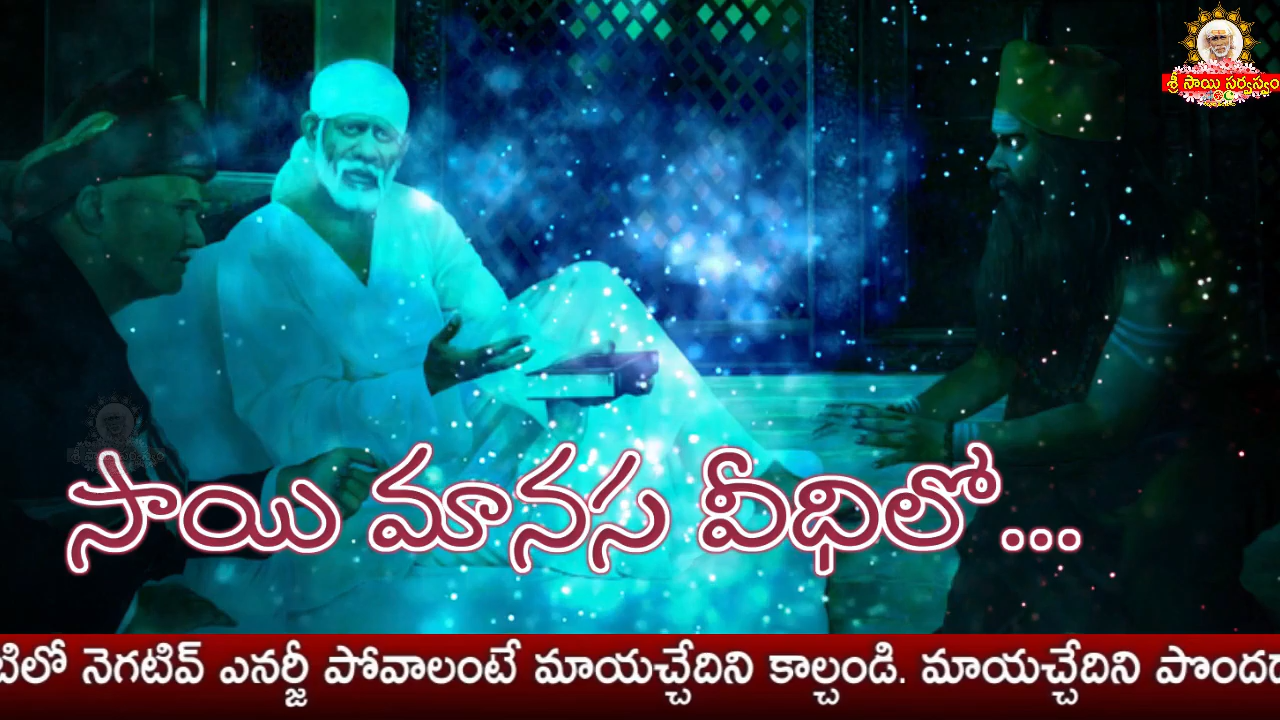 శ్రీ సాయి సర్వస్వం
సాయి మానస వీధిలో...
టిలో నెగటివ్ ఎనర్జీ పోవాలంటే మాయచ్చేదిని కాల్చండి. మాయచ్చేదిని పొంద